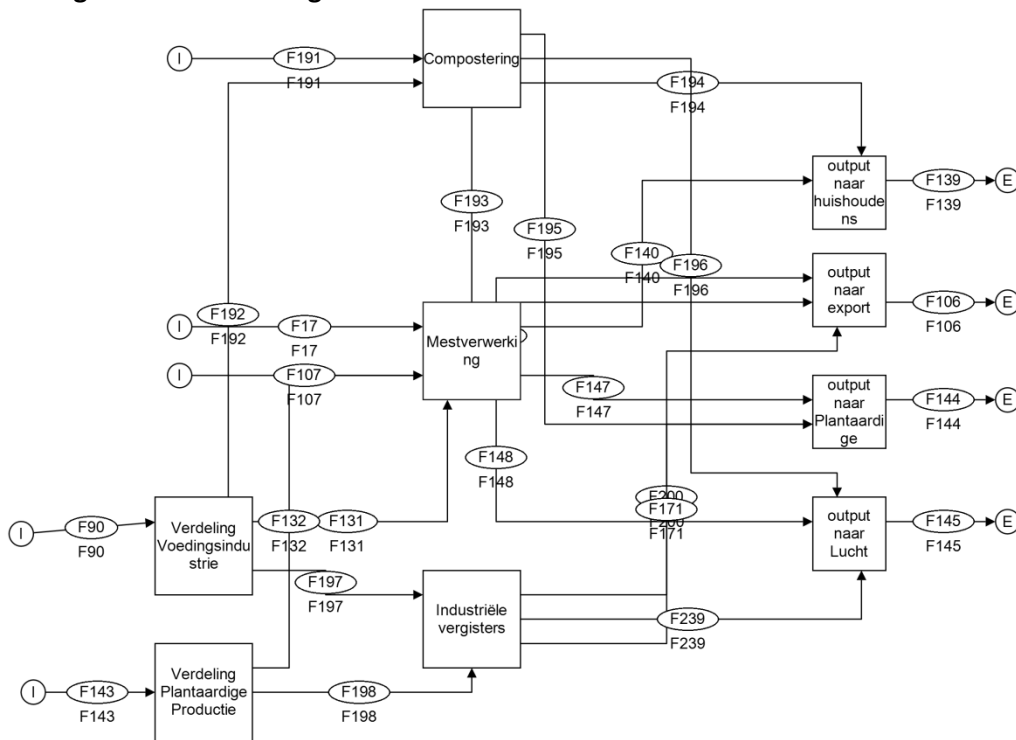 I
F191
F191
Compostering
F194
F194
F193
F193
F195
F195
F196
F196
F140
F140
output
naar
huishoude
ns
F139
F139
E
F192
F192
I
F17
F17
I
F107
F107
Mestverwerki
ng
output
naar
export
F106
F106
E
F147
F147
output
naar
Plantaardi
ge
F144
F144
E
F148
F148
F200
F200
F171
F171
output
naar
Lucht
F145
F145
E
I
F90
F90
Verdeling
Voedingsindu
strie
F132
F132
F131
F131
F197
F197
Industriële
vergisters
F239
F239
I
F143
F143
Verdeling
Plantaardige
Productie
F198
F198